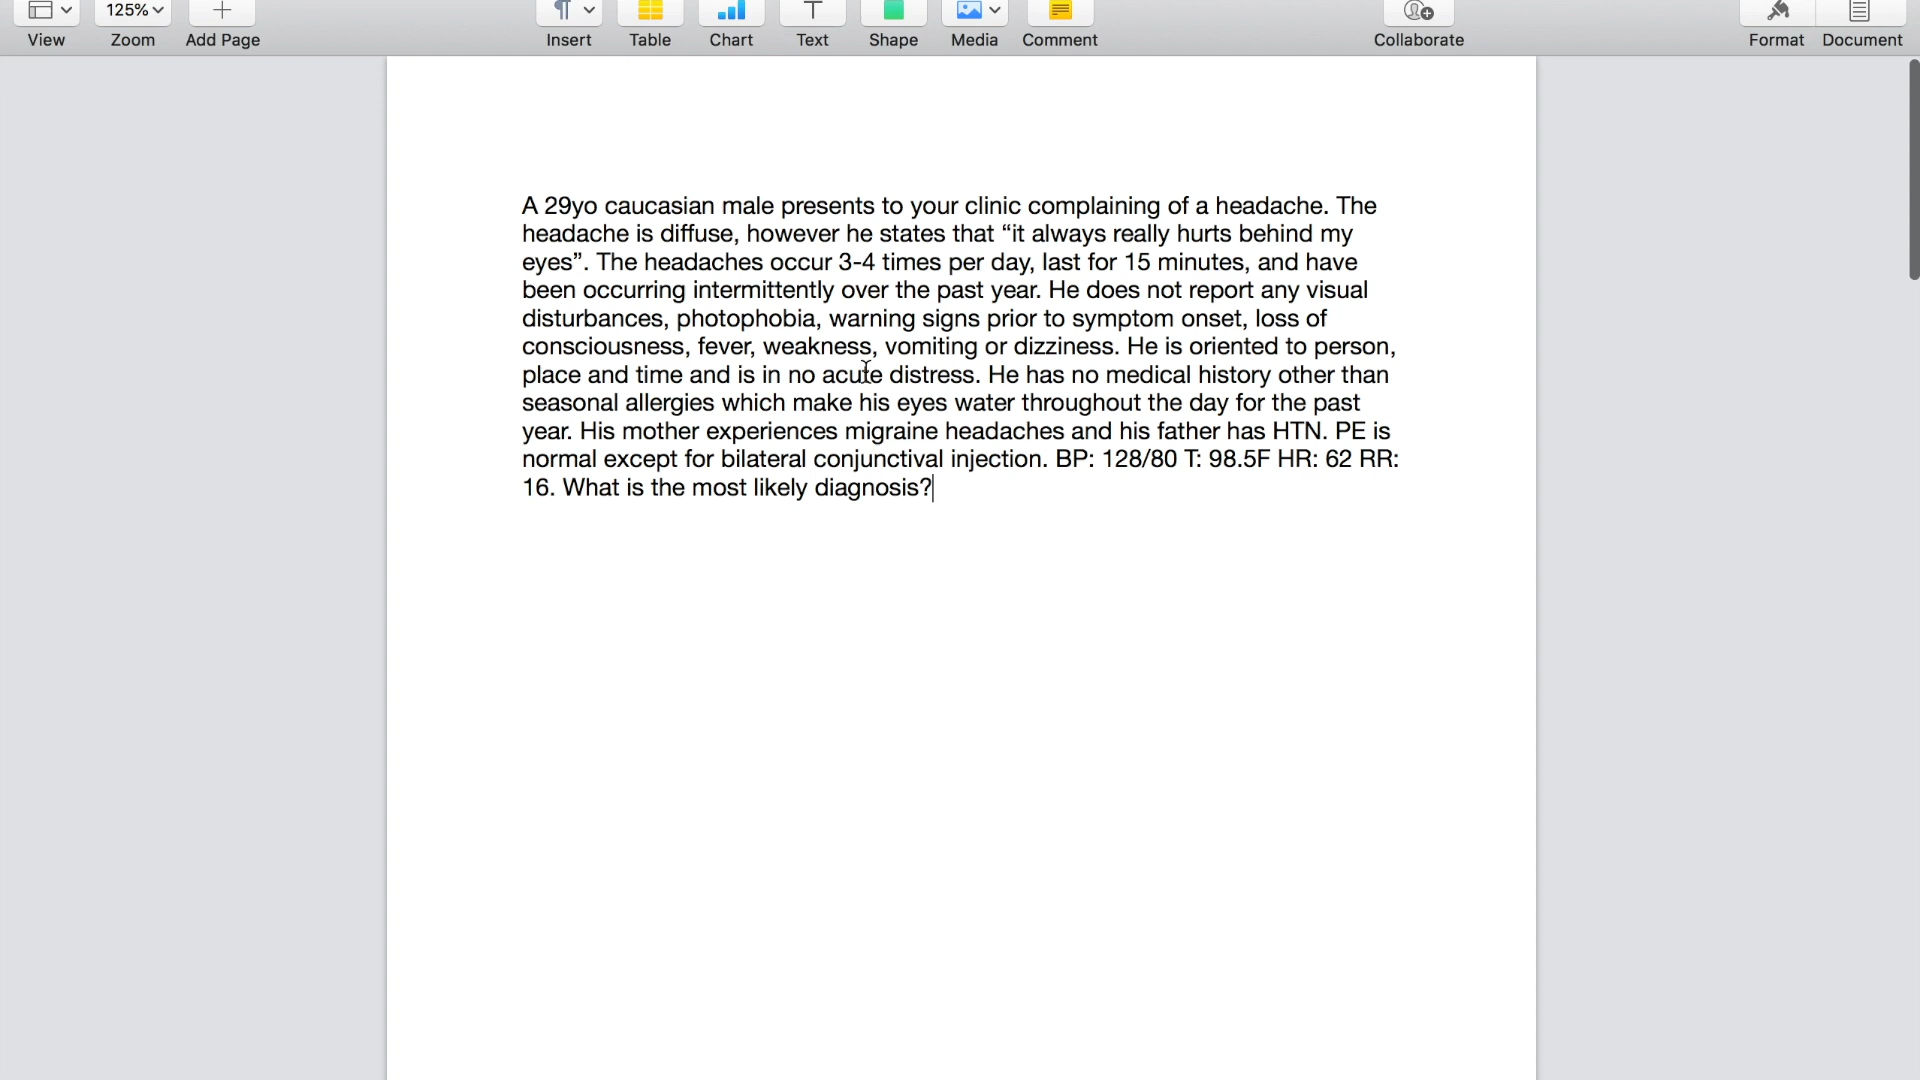 125%
View
Zoom
Add Page
Insert
Table
Chart
Text
Shape
Media
Comment
Collaborate
Format
Document
A 29yo caucasian male presents to your clinic complaining of a headache. The
headache is diffuse, however he states that “it always really hurts behind my
eyes”. The headaches occur 3-4 times per day, last for 15 minutes, and have
been occurring intermittently over the past year. He does not report any visual
disturbances, photophobia, warning signs prior to symptom onset, loss of
consciousness, fever, weakness, vomiting or dizziness. He is oriented to person,
place and time and is in no acute distress. He has no medical history other than
seasonal allergies which make his eyes water throughout the day for the past
year. His mother experiences migraine headaches and his father has HTN. PE is
normal except for bilateral conjunctival injection. BP: 128/80 T: 98.5F HR: 62 RR:
16. What is the most likely diagnosis?